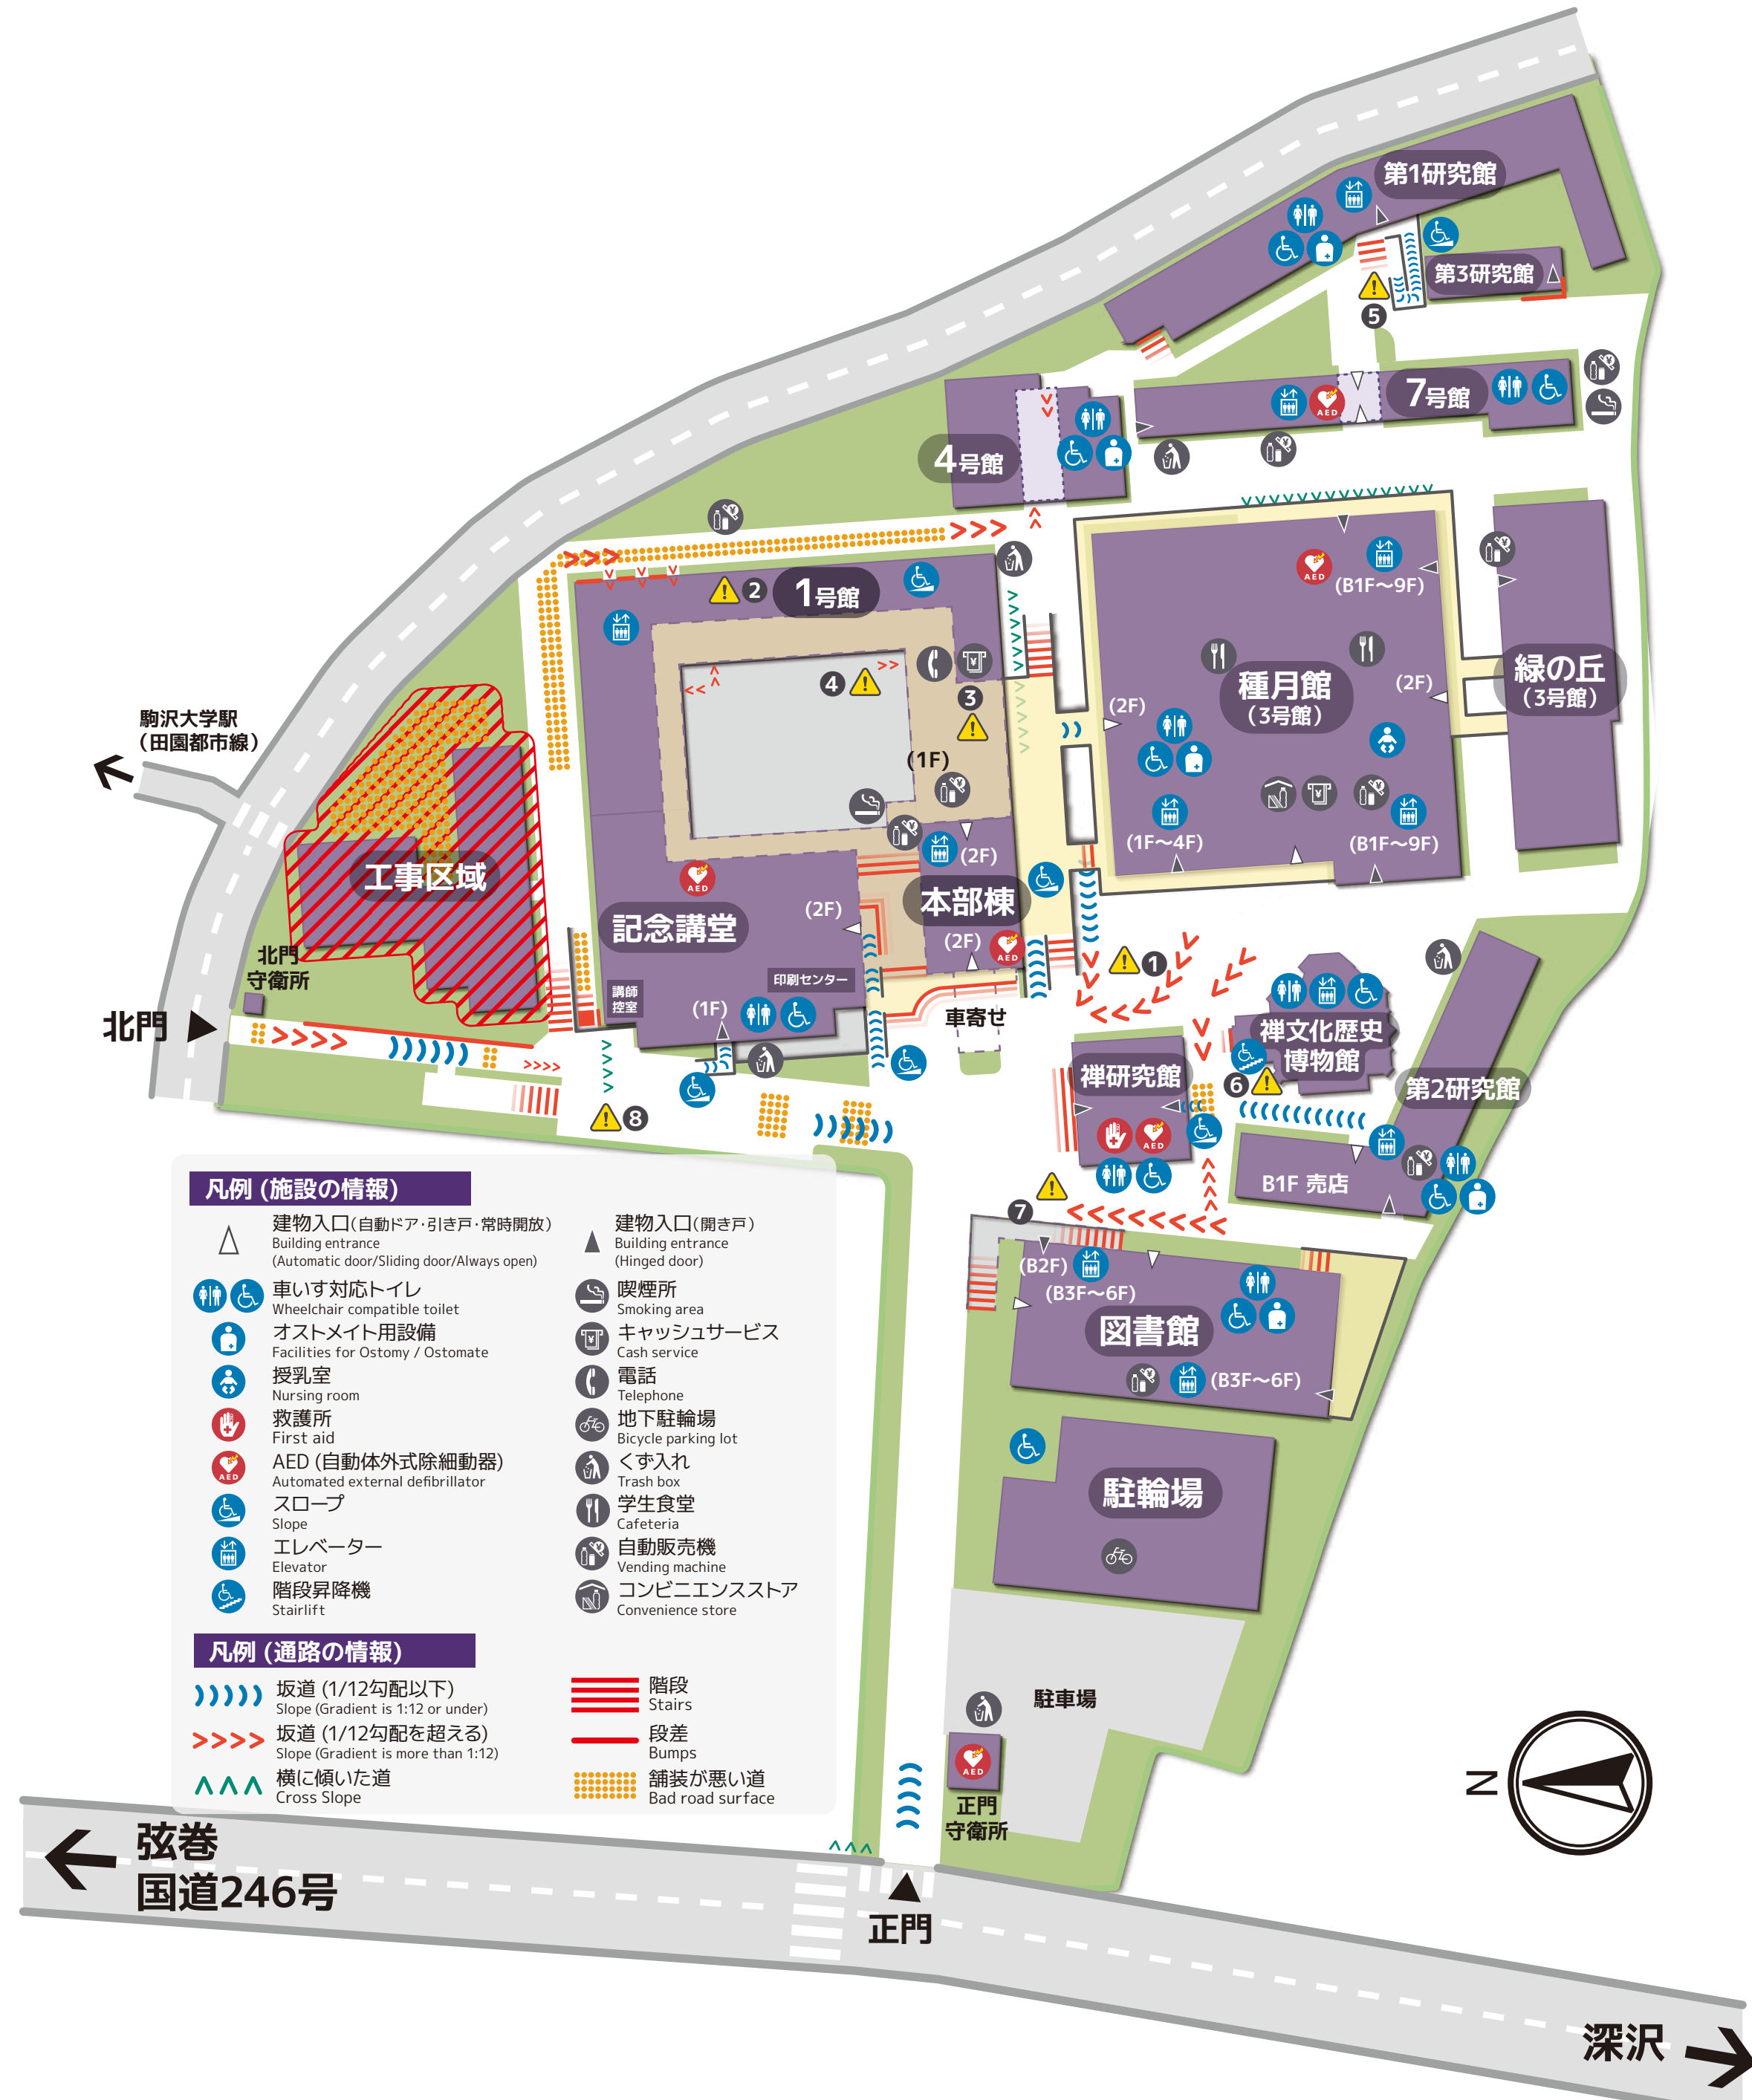 第1研究館
第3研究館
5
7号館
AED
4号館
2
1号館
AED
(B1F〜9F)
4
3
(1F)
種月館
(3号館)
(2F)
(2F)
緑の丘
(3号館)
駒沢大学駅
(田園都市線)
(1F〜4F)
(B1F〜9F)
工事区域
AED
(2F)
本部棟
(2F)
AED
記念講堂
(2F)
1
北門
守衛所
北門
講師
控室
印刷センター
(1F)
車寄せ
禅文化歴史
博物館
禅研究館
6
第2研究館
8
AED
B1F 売店
7
(B2F)
(B3F〜6F)
図書館
(B3F〜6F)
駐輪場
駐車場
AED
正門
守衛所
凡例 (施設の情報)
建物入口(自動ドア・引き戸・常時開放)
Building entrance
(Automatic door/Sliding door/Always open)
車いす対応トイレ
Wheelchair compatible toilet
オストメイト用設備
Facilities for Ostomy / Ostomate
授乳室
Nursing room
救護所
First aid
AED
AED (自動体外式除細動器)
Automated external defibrillator
スロープ
Slope
エレベーター
Elevator
階段昇降機
Stairlift
建物入口(開き戸)
Building entrance
(Hinged door)
喫煙所
Smoking area
キャッシュサービス
Cash service
電話
Telephone
地下駐輪場
Bicycle parking lot
くず入れ
Trash box
学生食堂
Cafeteria
自動販売機
Vending machine
コンビニエンスストア
Convenience store
凡例 (通路の情報)
坂道 (1/12勾配以下)
Slope (Gradient is 1:12 or under)
坂道 (1/12勾配を超える)
Slope (Gradient is more than 1:12)
横に傾いた道
Cross Slope
階段
Stairs
段差
Bumps
舗装が悪い道
Bad road surface
N
弦巻
国道246号
正門
深沢